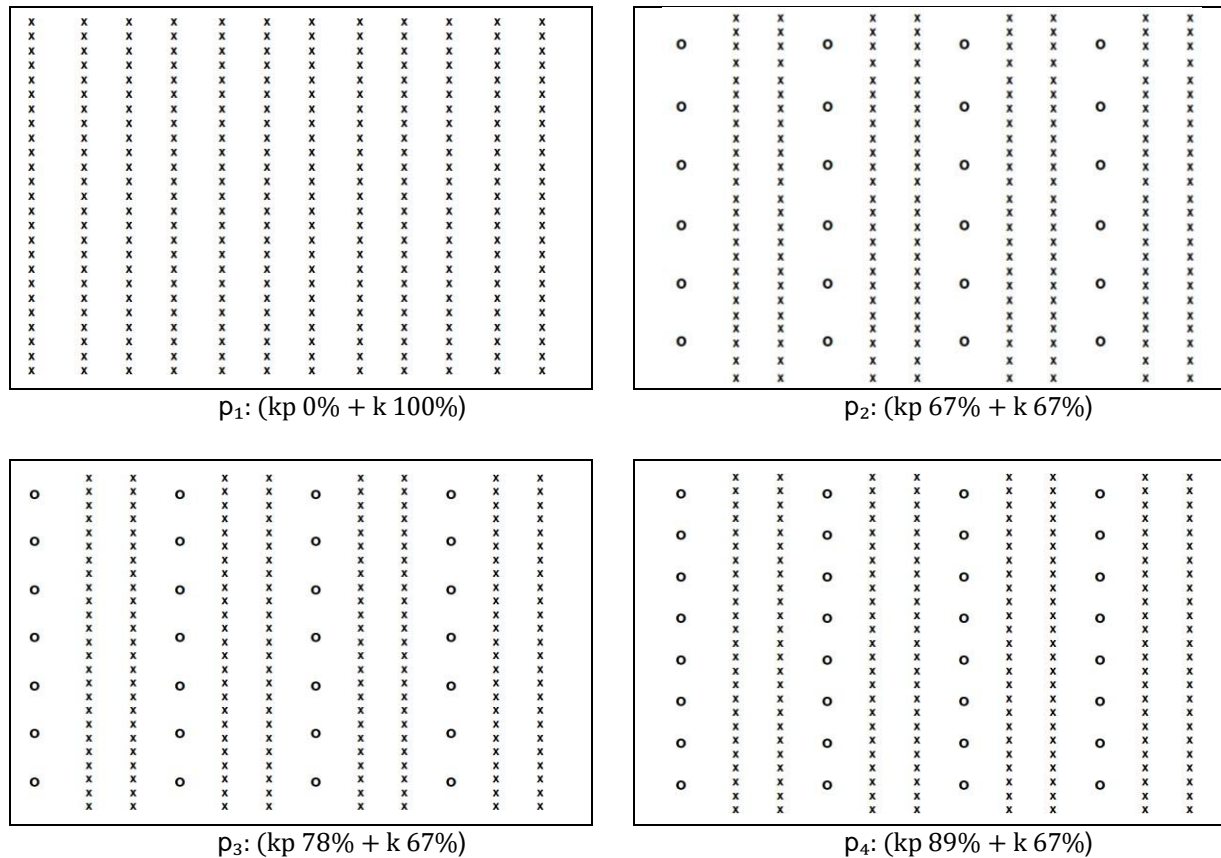 p₁: (kp 0% + k 100%)
p₂: (kp 67% + k 67%)
p₃: (kp 78% + k 67%)
p₄: (kp 89% + k 67%)